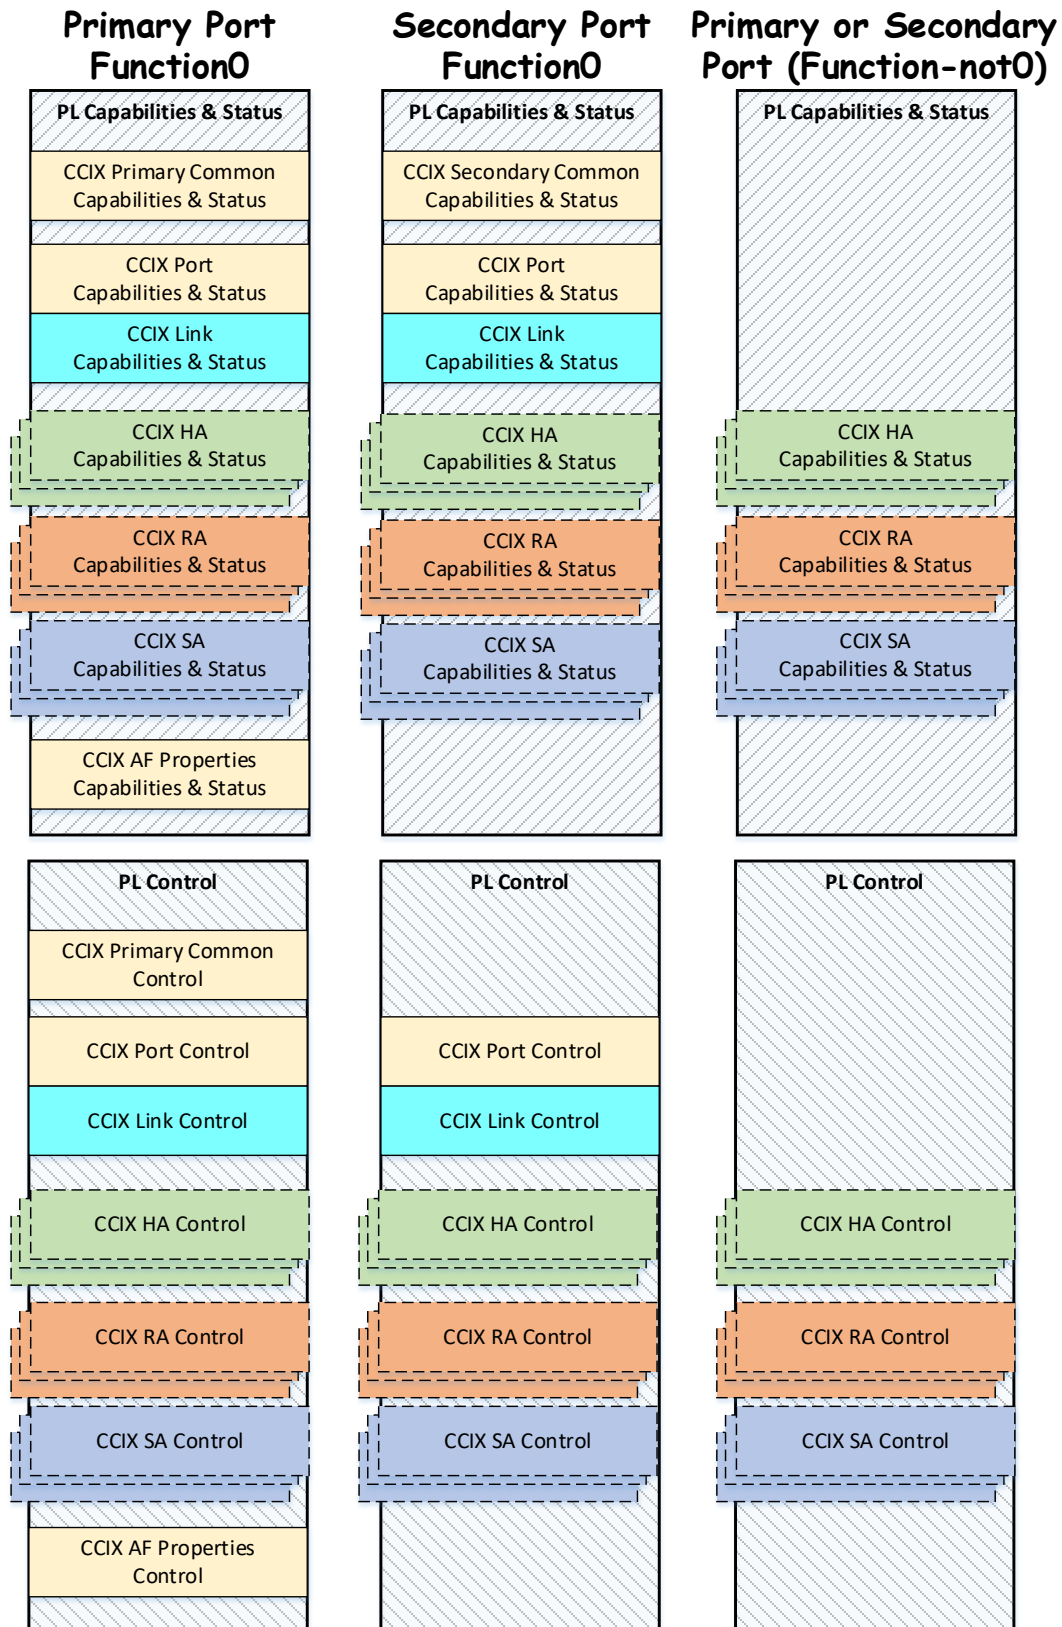 Primary Port
Function0
PL Capabilities & Status
CCIX Primary Common
Capabilities & Status
CCIX Port
Capabilities & Status
CCIX Link
Capabilities & Status
CCIX HA
Capabilities & Status
CCIX RA
Capabilities & Status
CCIX SA
Capabilities & Status
CCIX AF Properties
Capabilities & Status
PL Control
CCIX Primary Common
Control
CCIX Port Control
CCIX Link Control
CCIX HA Control
CCIX RA Control
CCIX SA Control
CCIX AF Properties
Control
Secondary Port
Function0
PL Capabilities & Status
CCIX Secondary Common
Capabilities & Status
CCIX Port
Capabilities & Status
CCIX Link
Capabilities & Status
CCIX HA
Capabilities & Status
CCIX RA
Capabilities & Status
CCIX SA
Capabilities & Status
PL Control
CCIX Port Control
CCIX Link Control
CCIX HA Control
CCIX RA Control
CCIX SA Control
Primary or Secondary
Port (Function-not0)
PL Capabilities & Status
CCIX HA
Capabilities & Status
CCIX RA
Capabilities & Status
CCIX SA
Capabilities & Status
PL Control
CCIX HA Control
CCIX RA Control
CCIX SA Control